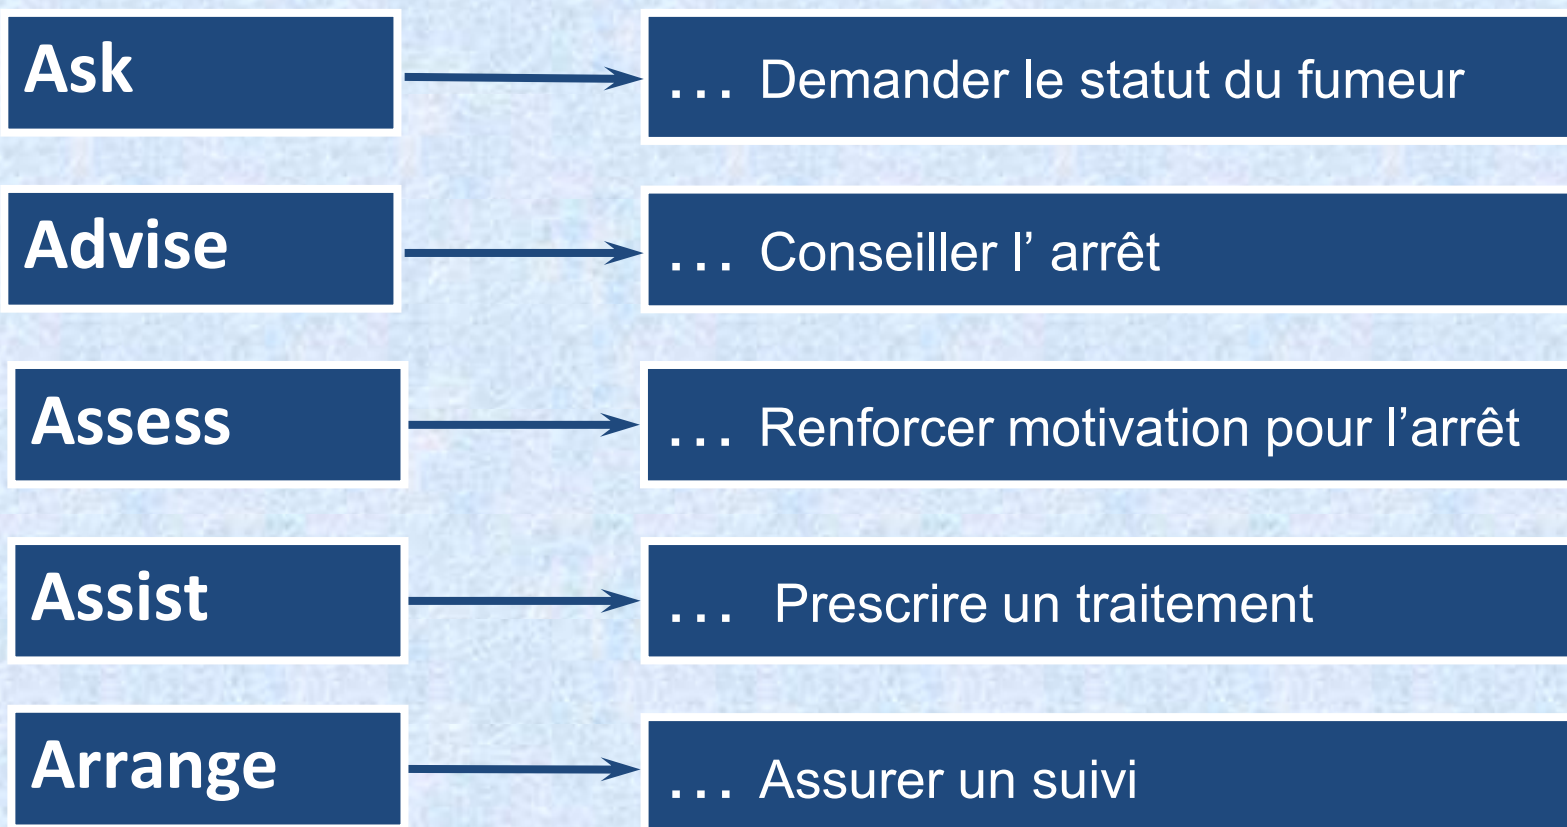 Ask … Demander le statut du fumeur
Advise … Conseiller l’ arrêt
Assess … Renforcer motivation pour l’arrêt
Assist … Prescrire un traitement
Arrange … Assurer un suivi